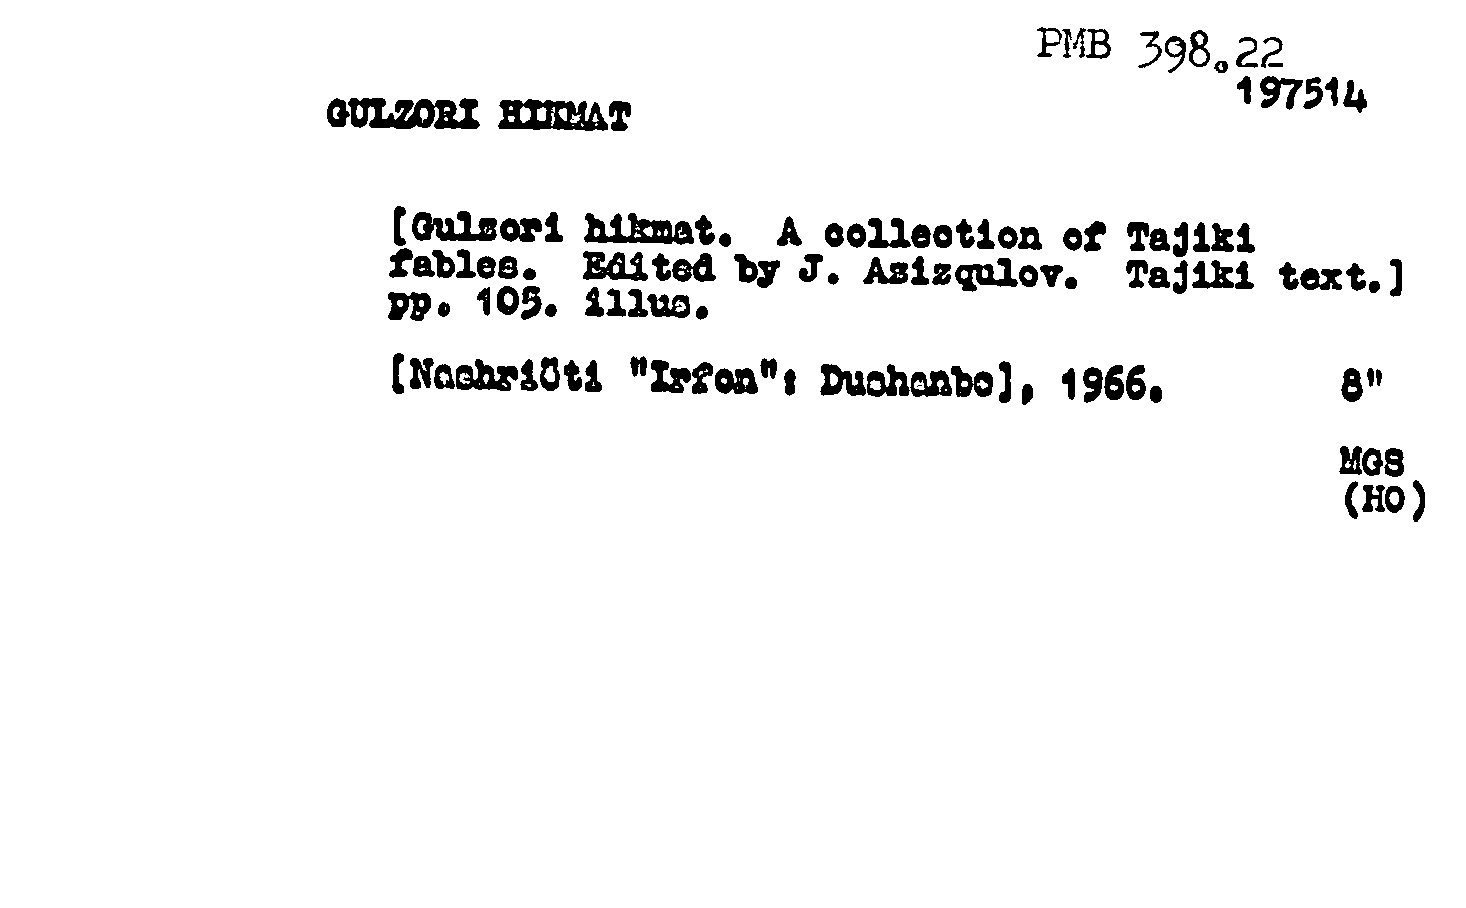 PMB 398.22
197514
GULZORI HIKMAT
[Gulzori hikmat. A collection of Tajiki
fables. Edited by J. Azizqulov. Tajiki text.]
pp. 105. illus.
"Irfon": Dushanbe], 1966. 8"
MGS
(HO)